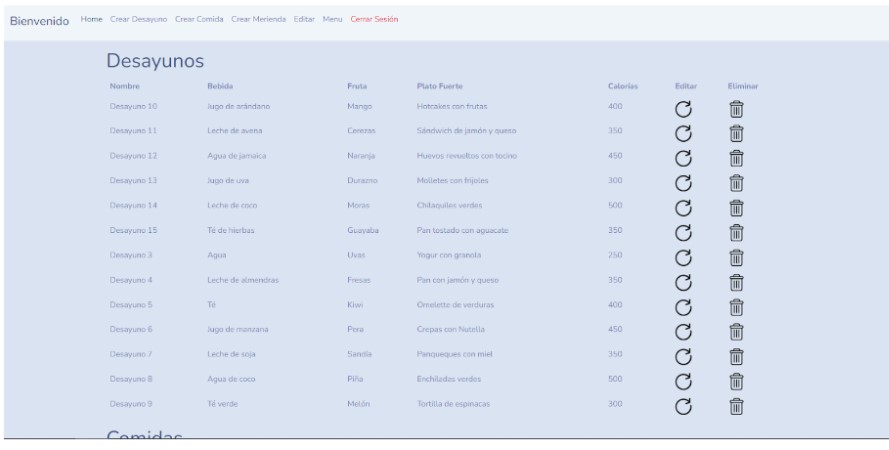 Bienvenido Home Crear Desayuno Crear Comida Crear Merienda Editar Menu Cerrar Sesión
Desayunos
Nombre Bebida Fruta Plato Fuerte Calorías Editar Eliminar
Desayuno 10 Jugo de arándano Mango Hotcakes con frutas 400
Desayuno 11 Leche de avena Cerezas Sándwich de jamón y queso 350
Desayuno 12 Agua de jamaica Naranja Huevos revueltos con tocino 450
Desayuno 13 Jugo de uva Durazno Molletes con frijoles 300
Desayuno 14 Leche de coco Moras Chilaquiles verdes 500
Desayuno 15 Té de hierbas Guayaba Pan tostado con aguacate 350
Desayuno 3 Agua Uvas Yogur con granola 250
Desayuno 4 Leche de almendras Fresas Pan con jamón y queso 350
Desayuno 5 Té Kiwi Omelette de verduras 400
Desayuno 6 Jugo de manzana Pera Crepas con Nutella 450
Desayuno 7 Leche de soja Sandía Panqueques con miel 350
Desayuno 8 Agua de coco Piña Enchiladas verdes 500
Desayuno 9 Té verde Melón Tortilla de espinacas 300
Comidas